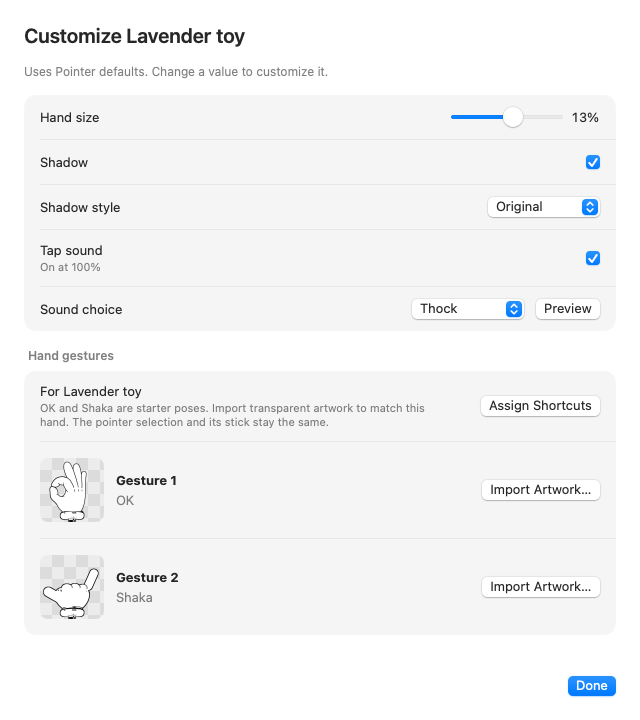 Customize Lavender toy
Uses Pointer defaults. Change a value to customize it.
Hand size
13%
Shadow
Shadow style
Original
Tap sound
On at 100%
Sound choice
Thock
Preview
Hand gestures
For Lavender toy
OK and Shaka are starter poses. Import transparent artwork to match this
hand. The pointer selection and its stick stay the same.
Assign Shortcuts
Gesture 1
OK
Import Artwork...
Gesture 2
Shaka
Import Artwork...
Done